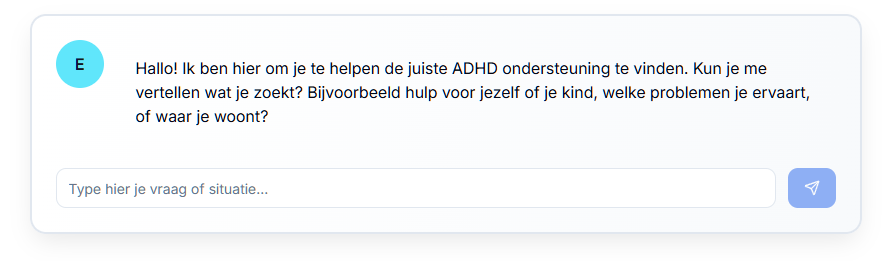 E
Hallo! Ik ben hier om je te helpen de juiste ADHD ondersteuning te vinden. Kun je me
vertellen wat je zoekt? Bijvoorbeeld hulp voor jezelf of je kind, welke problemen je ervaart,
of waar je woont?
Type hier je vraag of situatie...